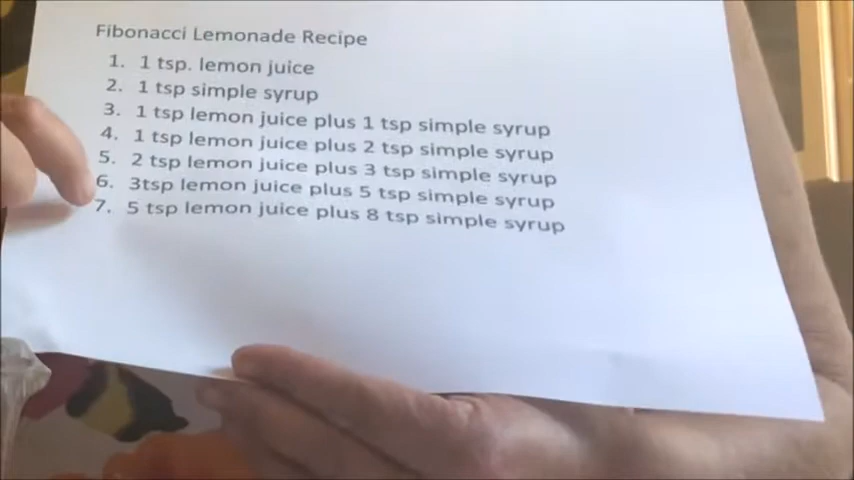 Fibonacci Lemonade Recipe
1. 1 tsp. lemon juice
2. 1 tsp simple syrup
3. 1 tsp lemon juice plus 1 tsp simple syrup
4. 1 tsp lemon juice plus 2 tsp simple syrup
5. 2 tsp lemon juice plus 3 tsp simple syrup
6. 3tsp lemon juice plus 5 tsp simple syrup
7. 5 tsp lemon juice plus 8 tsp simple syrup